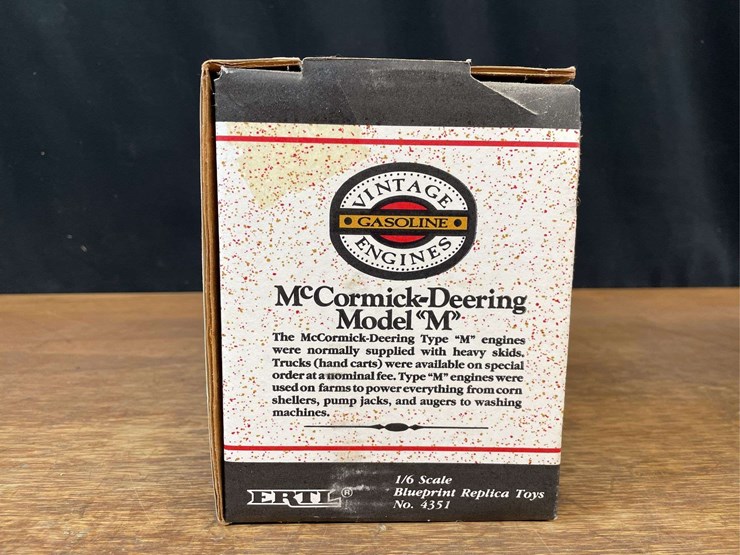 VINTAGE
GASOLINE
ENGINES
McCormick-Deering
Model “M”
The McCormick-Deering Type “M” engines
were normally supplied with heavy skids.
Trucks (hand carts) were available on special
order at a nominal fee. Type “M” engines were
used on farms to power everything from corn
shellers, pump jacks, and augers to washing
machines.
ERTL®
1/6 Scale
Blueprint Replica Toys
No. 4351